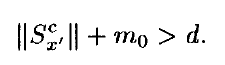 ‖S^c_{x'}‖ + m_0 > d.